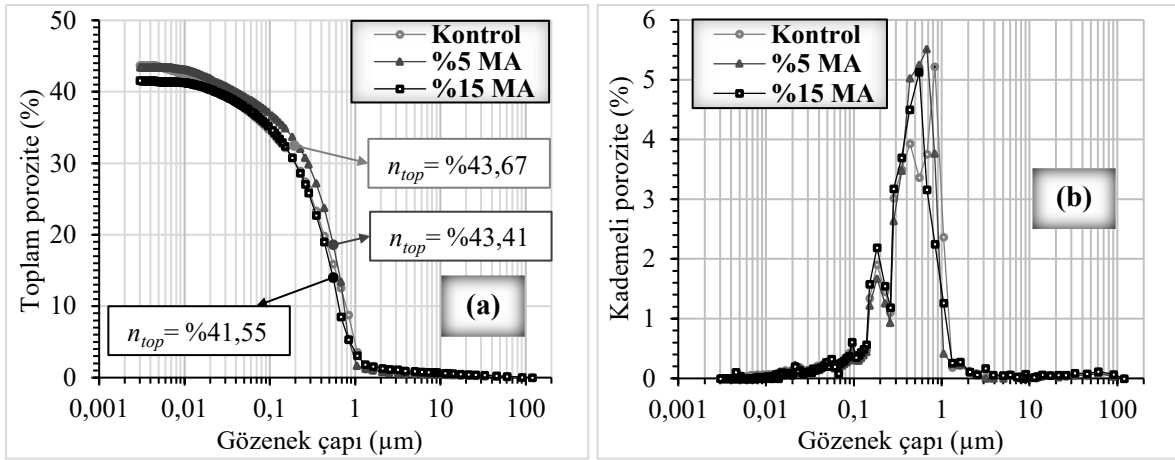 50
45
40
30
20
10
0
Toplam porozite (%)
Kontrol
%5 MA
%15 MA
n_top= %43,67
n_top= %43,41
n_top= %41,55
(a)
0,001 0,01 0,1 1 10 100
Gözenek çapı (µm)
6
5
4
3
2
1
0
Kademeli porozite (%)
Kontrol
%5 MA
%15 MA
(b)
0,001 0,01 0,1 1 10 100
Gözenek çapı (µm)